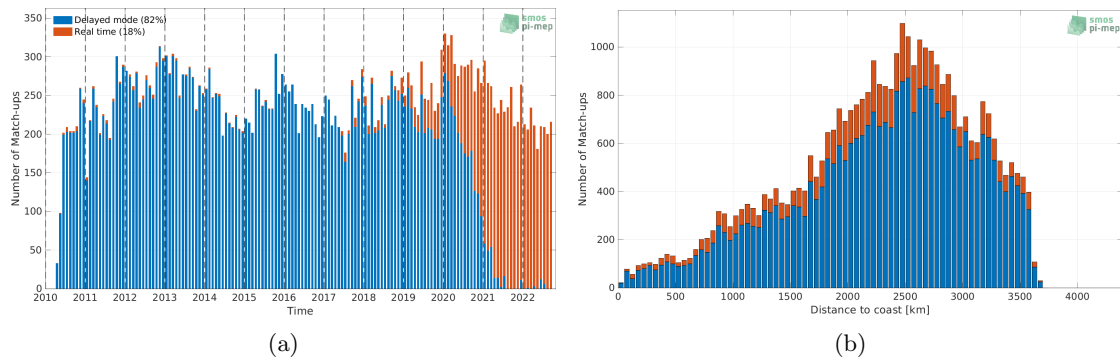 Delayed mode (82%)
Real time (18%)
smos
pi-mep
350
300
250
200
150
100
50
0
Number of Match-ups
2010 2011 2012 2013 2014 2015 2016 2017 2018 2019 2020 2021 2022
Time
(a)
smos
pi-mep
1000
800
600
400
200
0
Number of Match-ups
0 500 1000 1500 2000 2500 3000 3500 4000
Distance to coast [km]
(b)